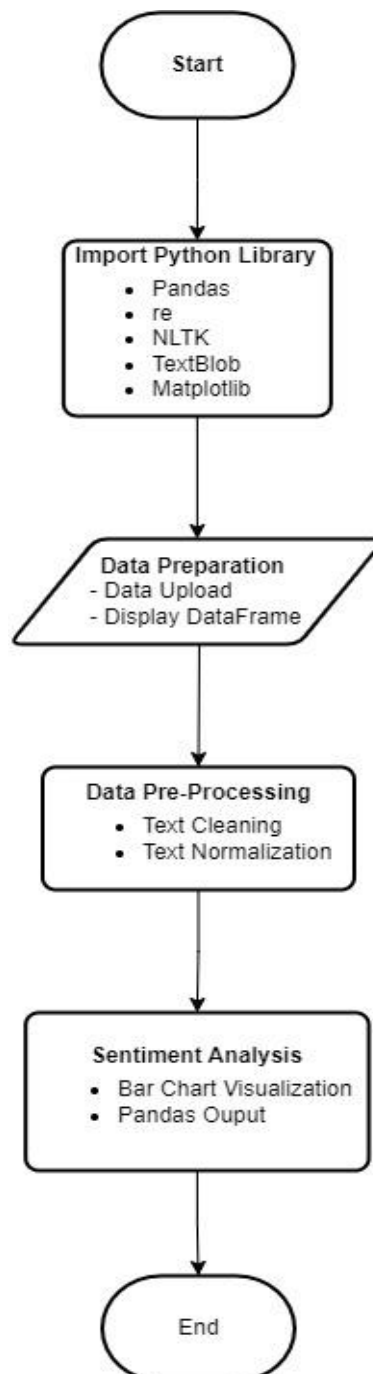 Start
Import Python Library
• Pandas
• re
• NLTK
• TextBlob
• Matplotlib
Data Preparation
- Data Upload
- Display DataFrame
Data Pre-Processing
• Text Cleaning
• Text Normalization
Sentiment Analysis
• Bar Chart Visualization
• Pandas Ouput
End